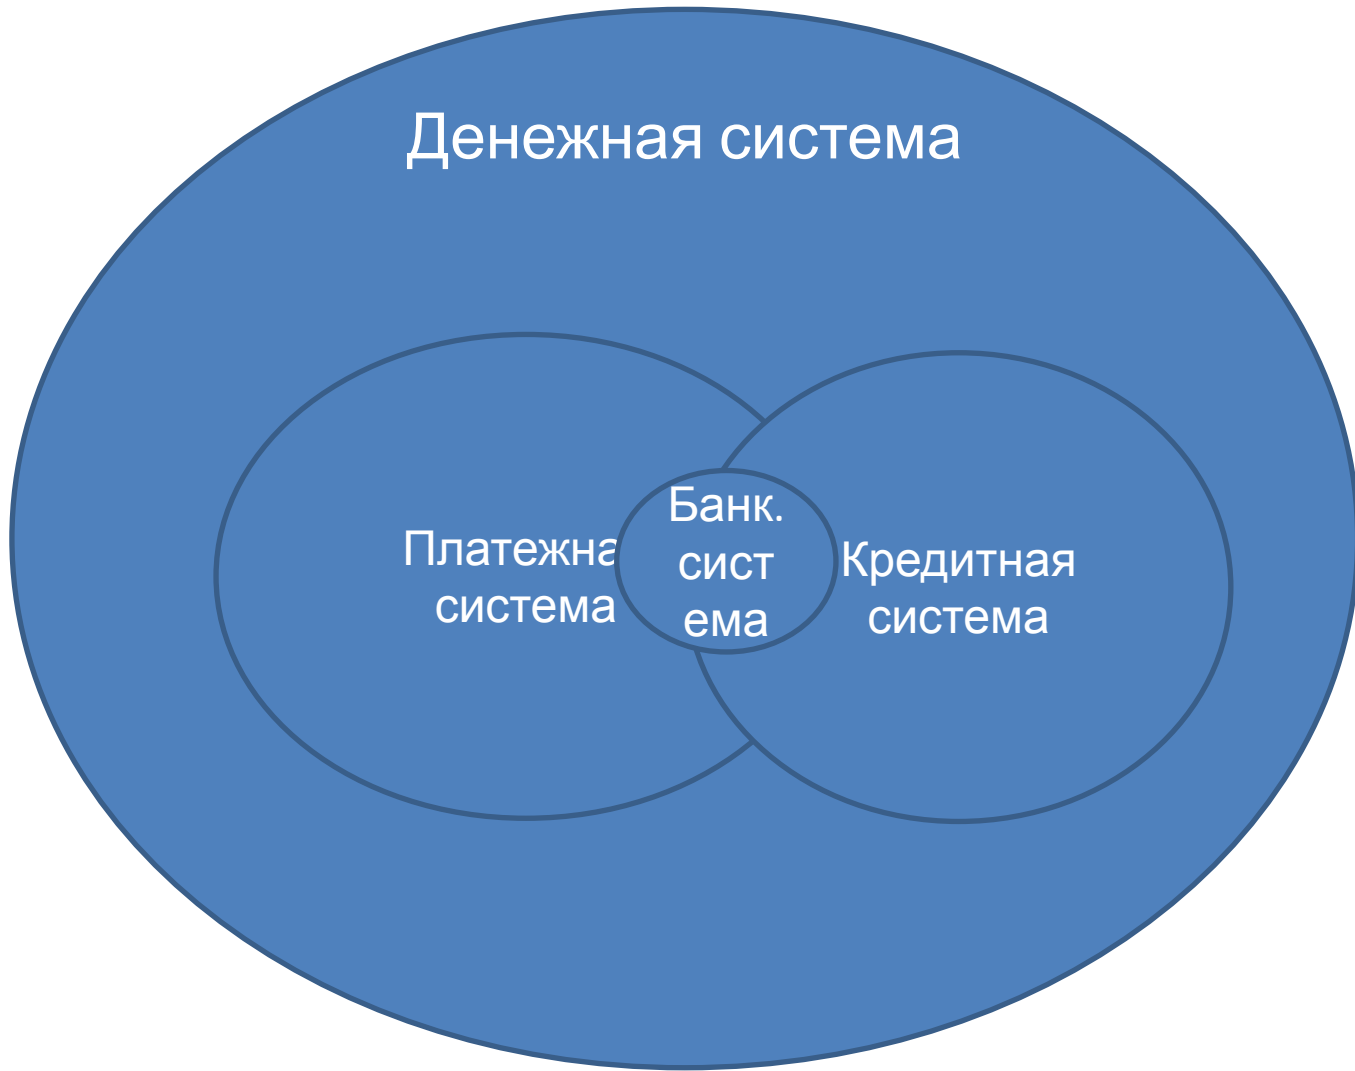 Денежная система
Платежна
система
Банк.
сист
ема
Кредитная
система